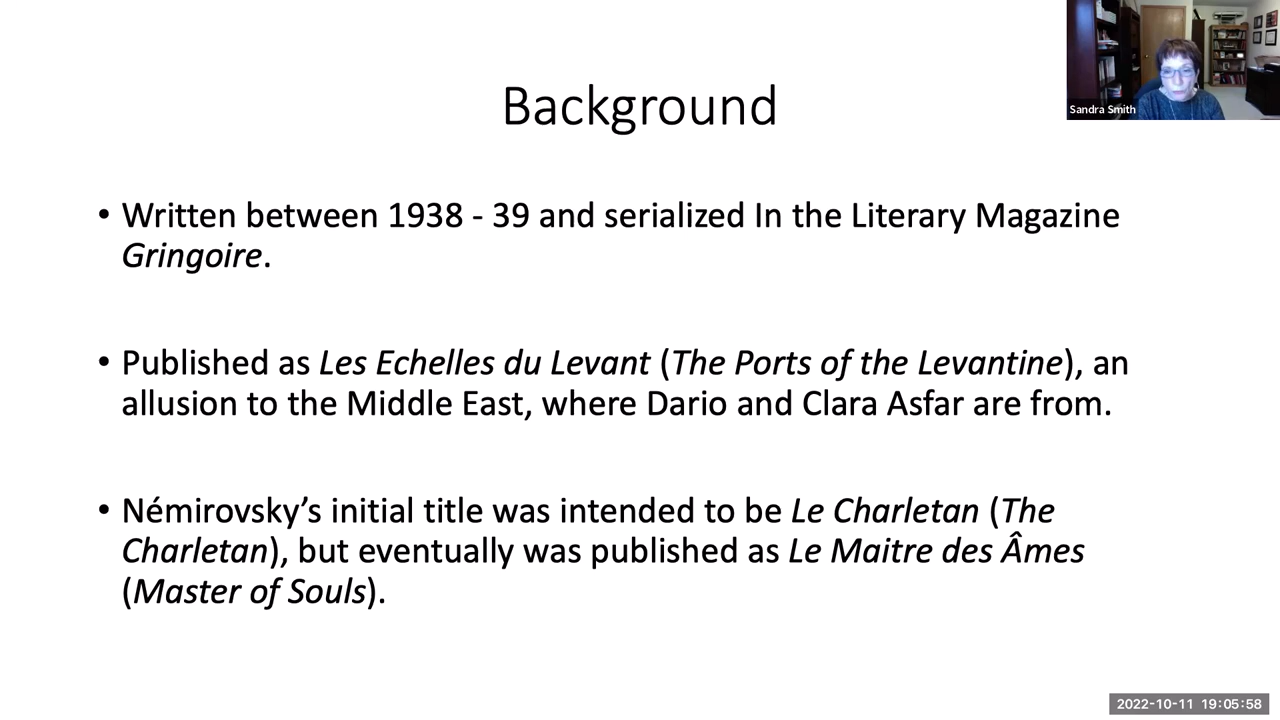 Sandra Smith
Background
• Written between 1938 - 39 and serialized In the Literary Magazine
Gringoire.
• Published as Les Echelles du Levant (The Ports of the Levantine), an
allusion to the Middle East, where Dario and Clara Asfar are from.
• Némirovsky’s initial title was intended to be Le Charletan (The
Charletan), but eventually was published as Le Maitre des Âmes
(Master of Souls).
2022-10-11 19:05:58